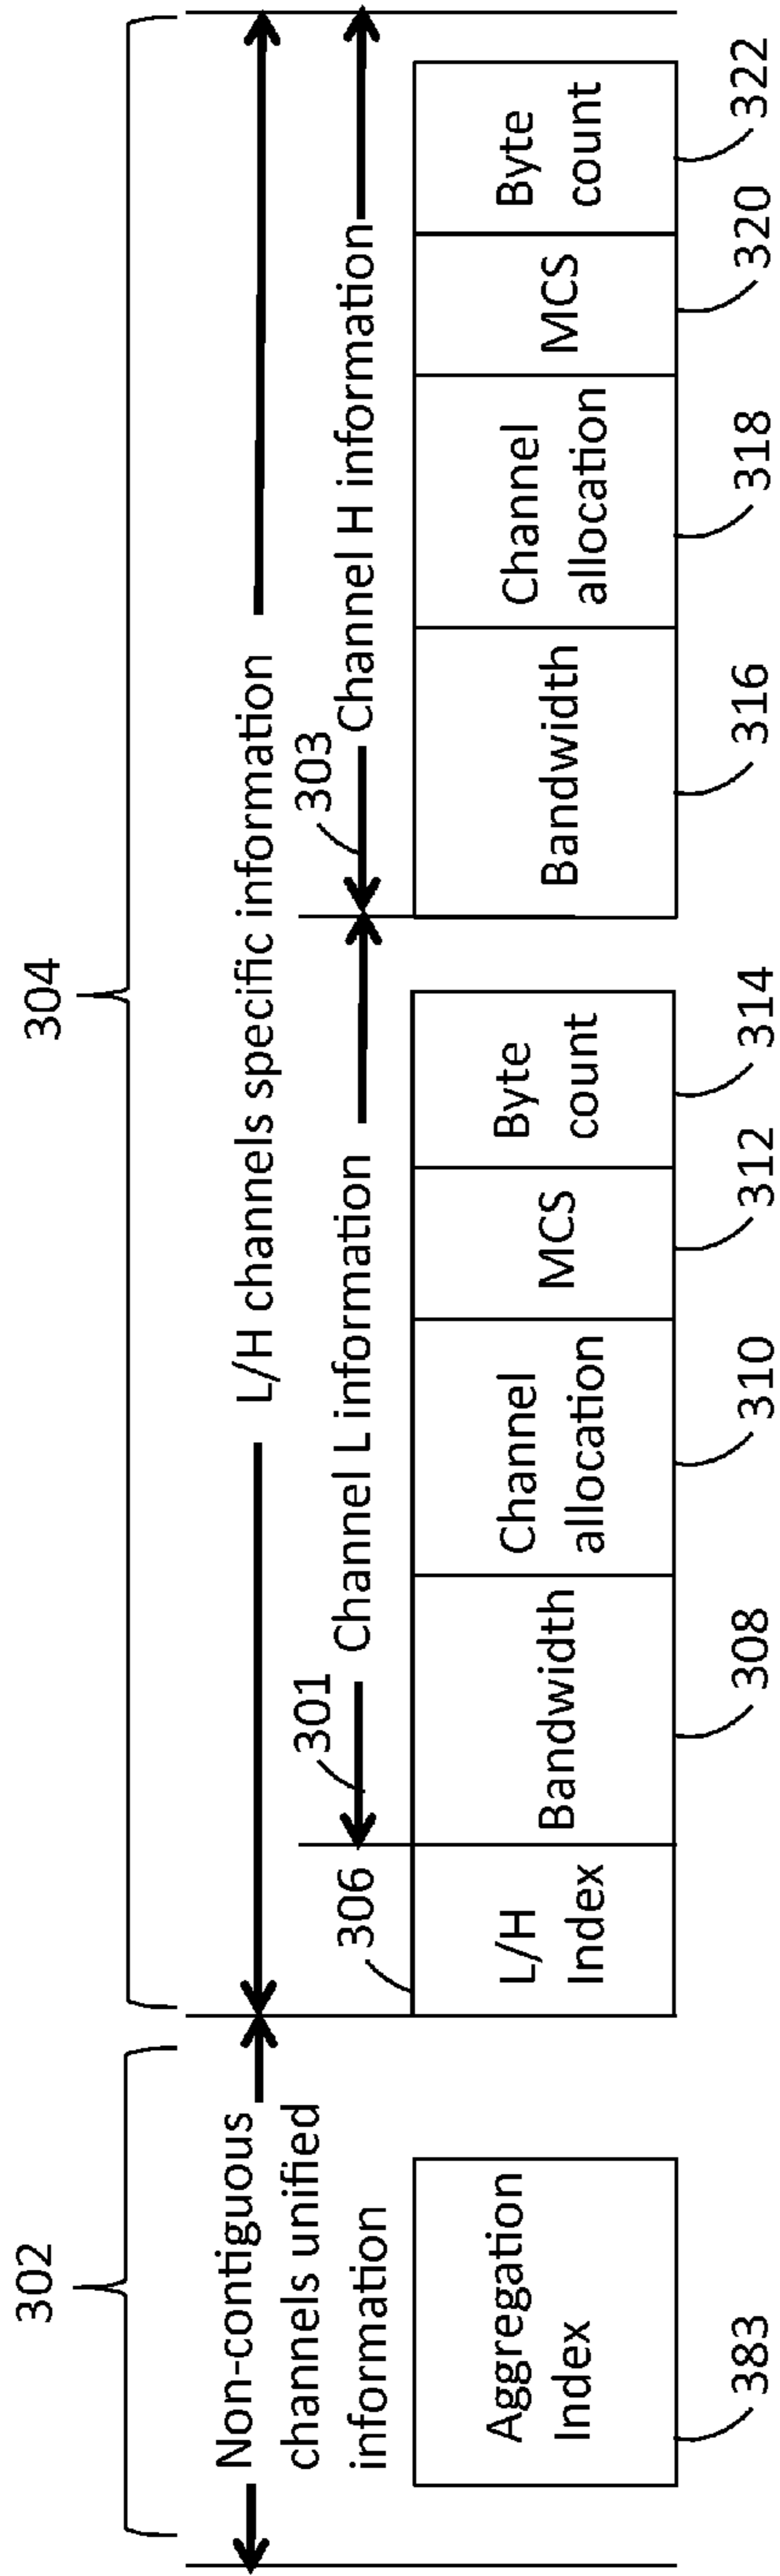 302
304
Non-contiguous
channels unified
information
L/H channels specific information
301
Channel L information
303
Channel H information
306
Aggregation
Index
L/H
Index
Bandwidth
Channel
allocation
MCS
Byte
count
Bandwidth
Channel
allocation
MCS
Byte
count
383
308
310
312
314
316
318
320
322